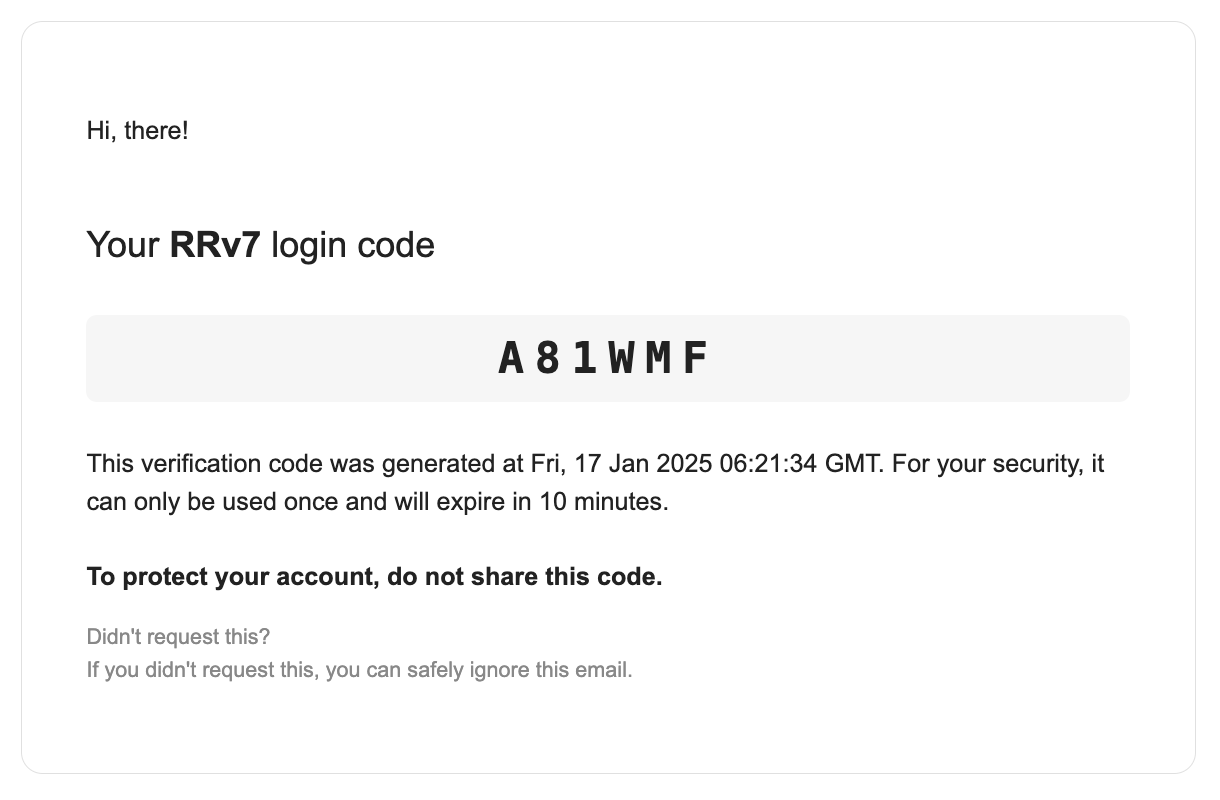 Hi, there!
Your RRv7 login code
A81WMF
This verification code was generated at Fri, 17 Jan 2025 06:21:34 GMT. For your security, it
can only be used once and will expire in 10 minutes.
To protect your account, do not share this code.
Didn't request this?
If you didn't request this, you can safely ignore this email.